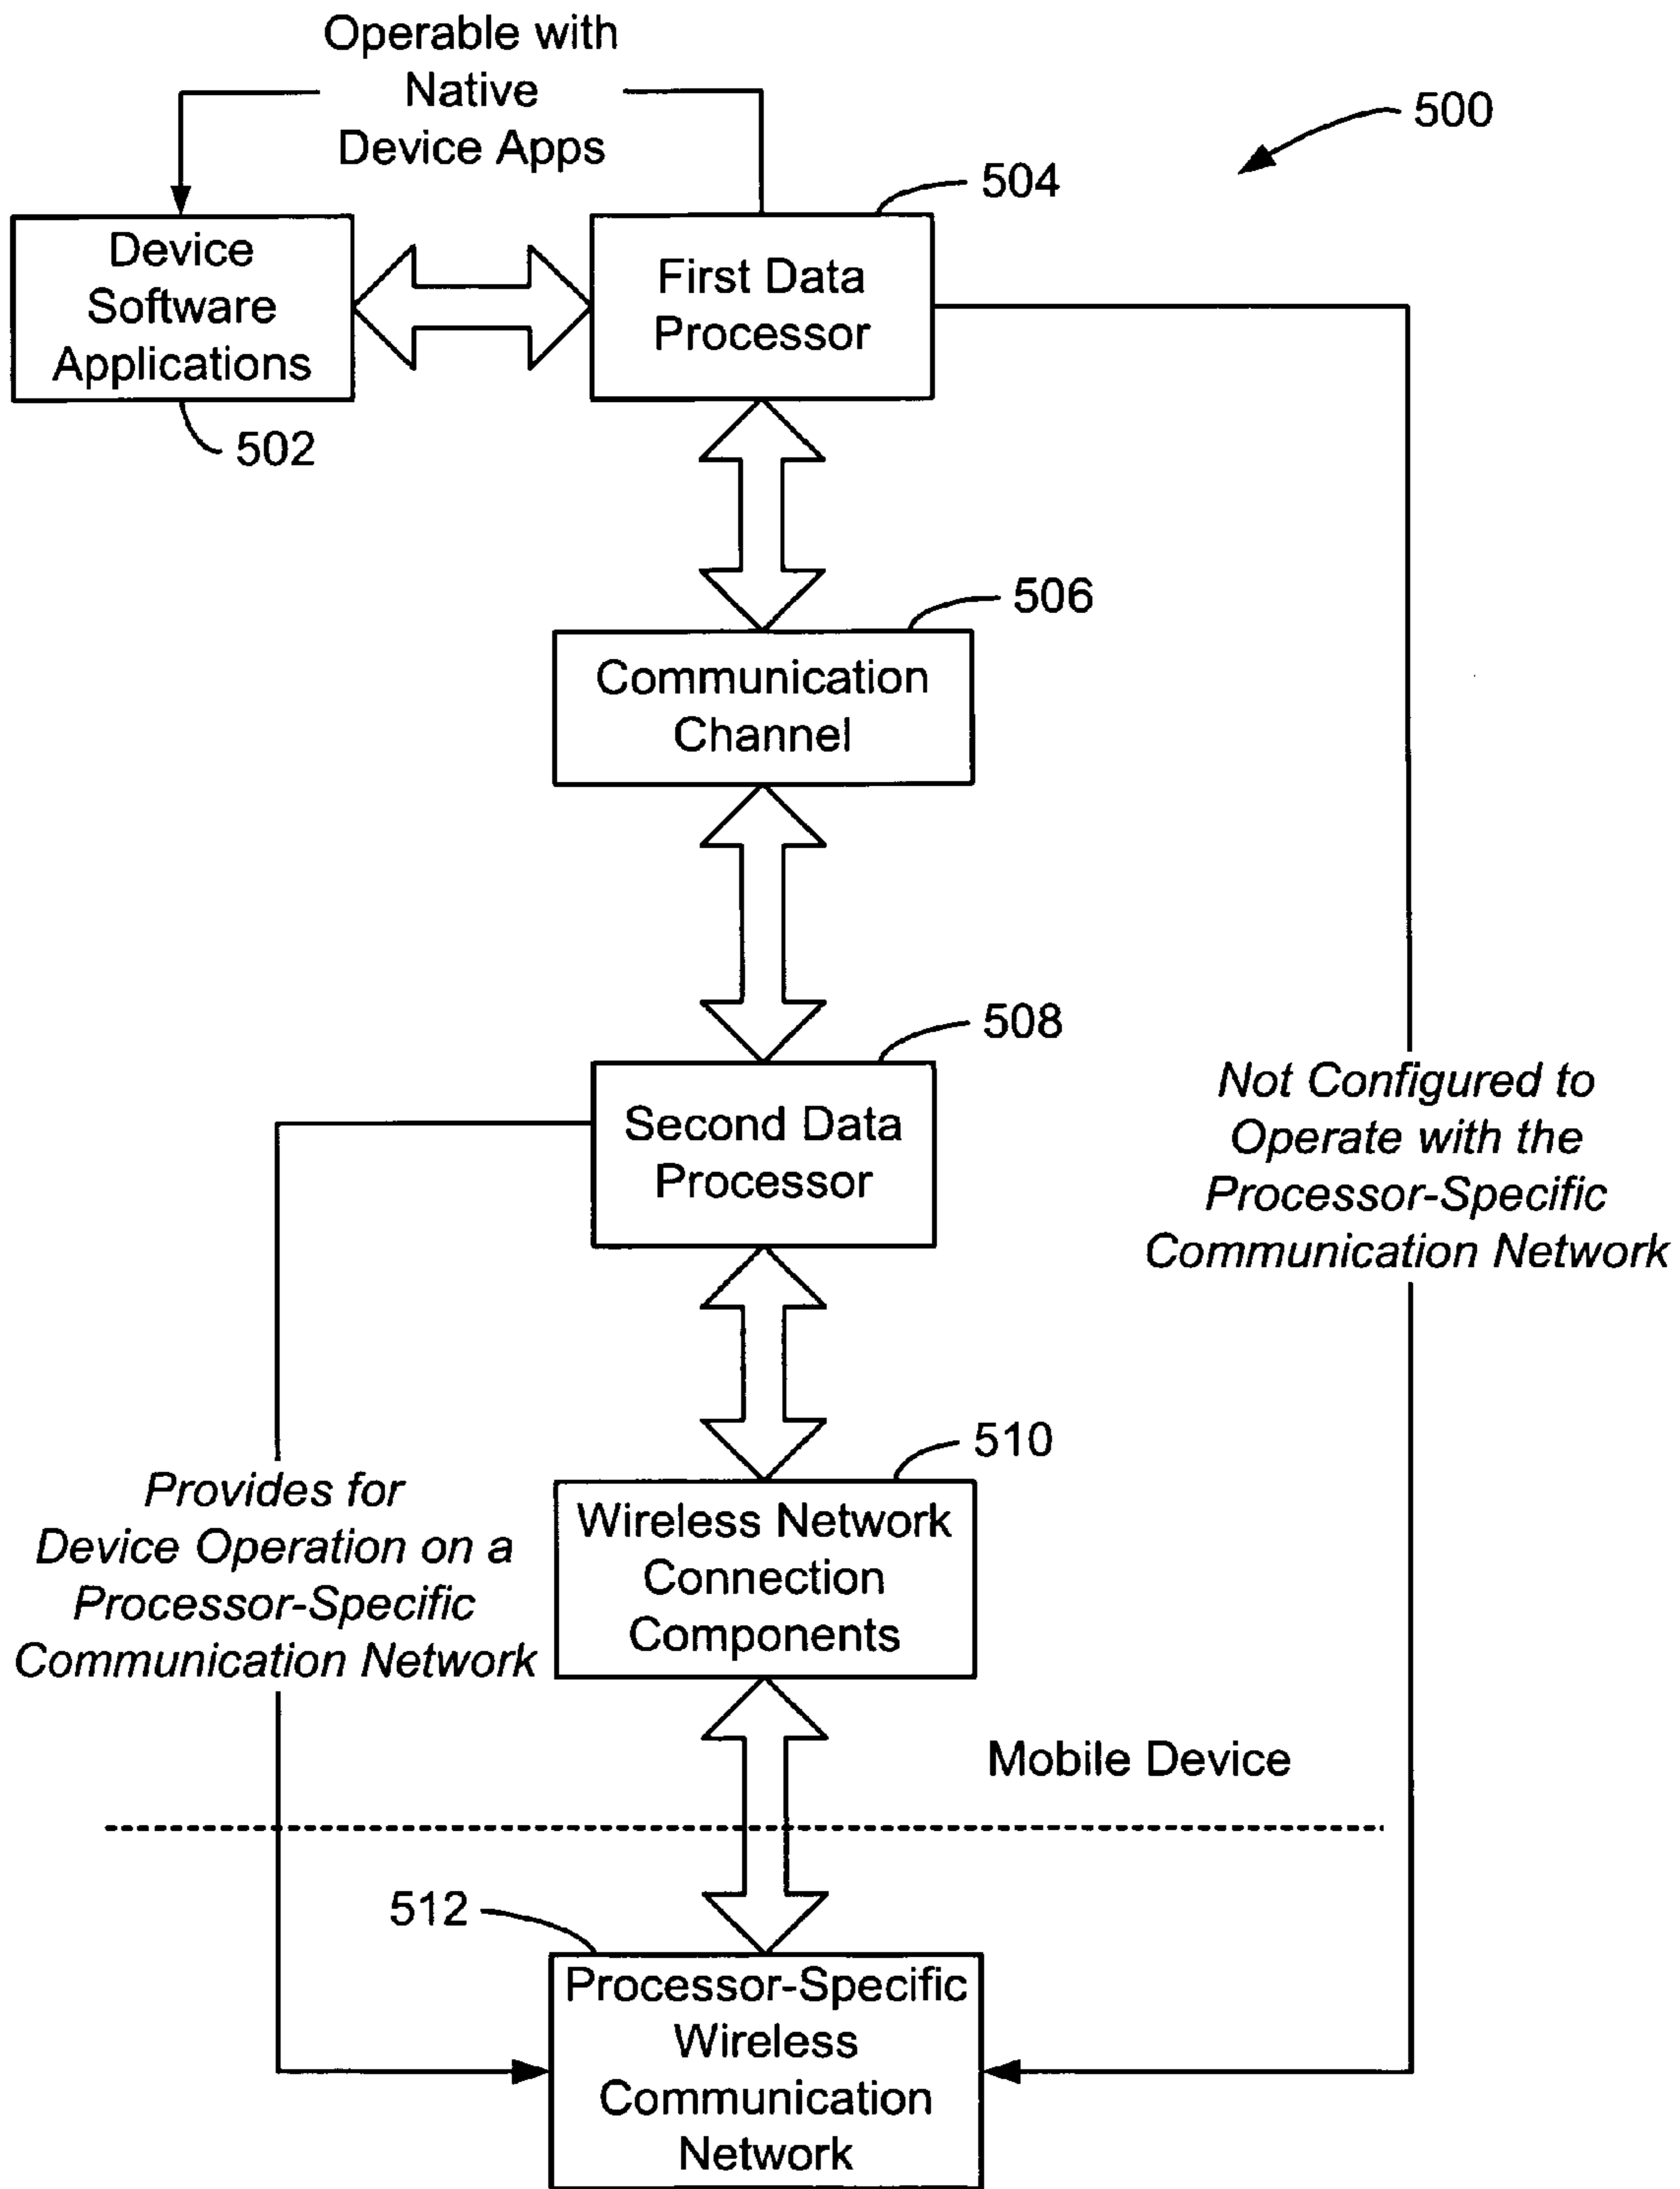 Operable with
Native
Device Apps
500
504
Device
Software
Applications
First Data
Processor
502
506
Communication
Channel
508
Second Data
Processor
Not Configured to
Operate with the
Processor-Specific
Communication Network
510
Provides for
Device Operation on a
Processor-Specific
Communication Network
Wireless Network
Connection
Components
Mobile Device
512
Processor-Specific
Wireless
Communication
Network